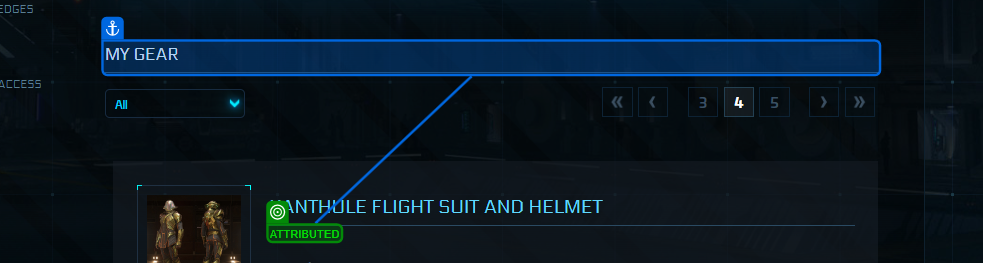 EDGES
MY GEAR
ACCESS
All
« ‹ 3 4 5 › »
XANTHULE FLIGHT SUIT AND HELMET
ATTRIBUTED